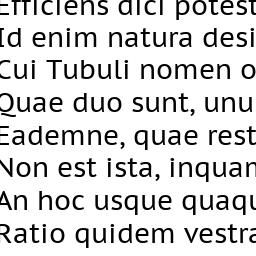 Efficiens dici potest
Id enim natura desi
Cui Tubuli nomen o
Quae duo sunt, unu
Eademne, quae rest
Non est ista, inquam
An hoc usque quaqu
Ratio quidem vestra